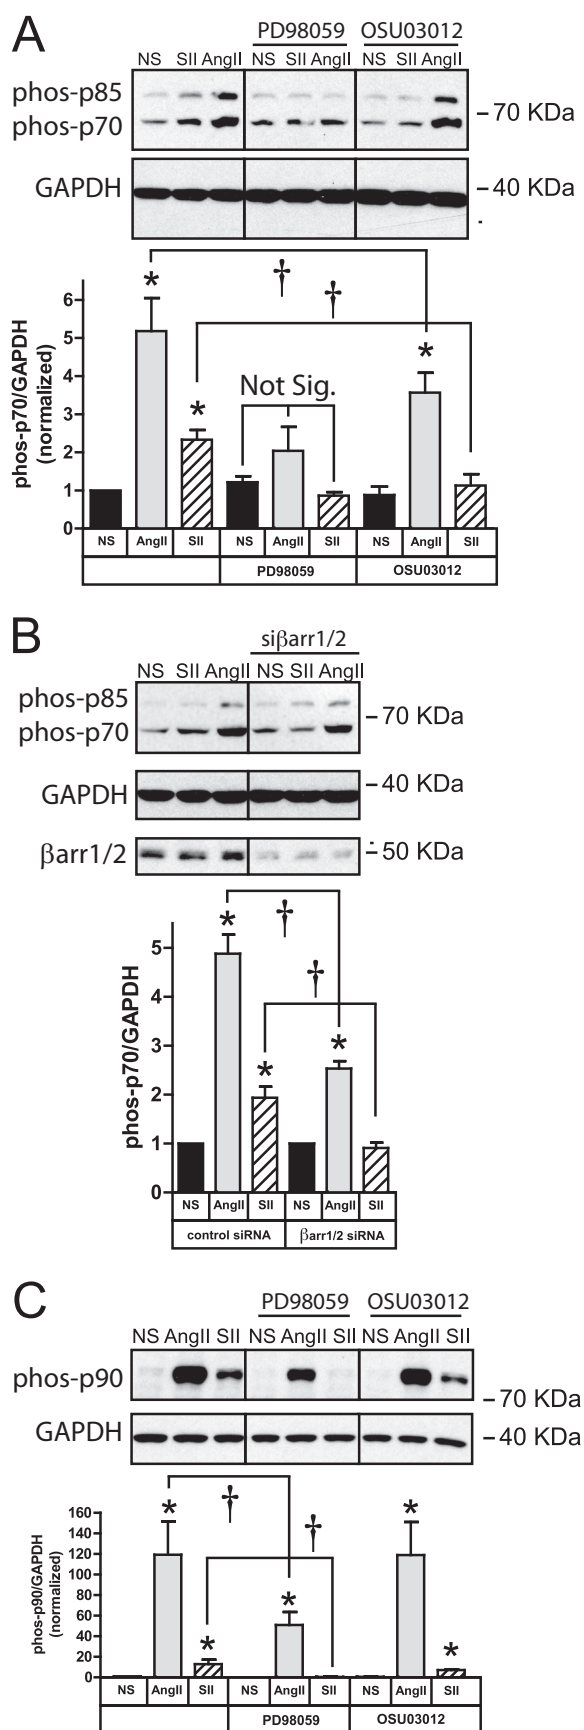 A
PD98059 OSU03012
NS SII AngII NS SII AngII NS SII AngII
phos-p85
– 70 KDa
phos-p70
GAPDH
– 40 KDa
†
†
*
*
*
Not Sig.
phos-p70/GAPDH
(normalized)
6
5
4
3
2
1
0
NS AngII SII NS AngII SII NS AngII SII
PD98059 OSU03012
B
siβarr1/2
NS SII AngII NS SII AngII
phos-p85
– 70 KDa
phos-p70
– 40 KDa
GAPDH
βarr1/2
– 50 KDa
†
†
*
*
*
phos-p70/GAPDH
5
4
3
2
1
0
NS AngII SII NS AngII SII
control siRNA βarr1/2 siRNA
C
PD98059 OSU03012
NS AngII SII NS AngII SII NS AngII SII
phos-p90
– 70 KDa
GAPDH
– 40 KDa
†
†
*
*
*
*
*
phos-p90/GAPDH
(normalized)
160
140
120
100
80
60
40
20
0
NS AngII SII NS AngII SII NS AngII SII
PD98059 OSU03012